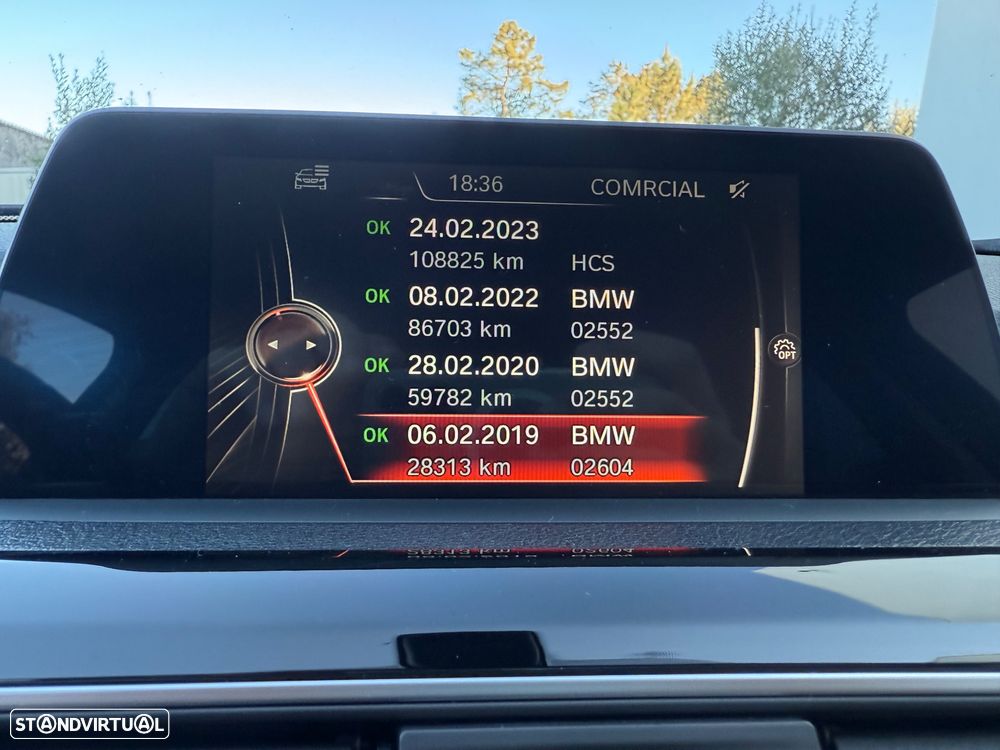 18:36 COMRCIAL
OK 24.02.2023
108825 km HCS
OK 08.02.2022 BMW
86703 km 02552
OPT
OK 28.02.2020 BMW
59782 km 02552
OK 06.02.2019 BMW
28313 km 02604
STANDVIRTUAL